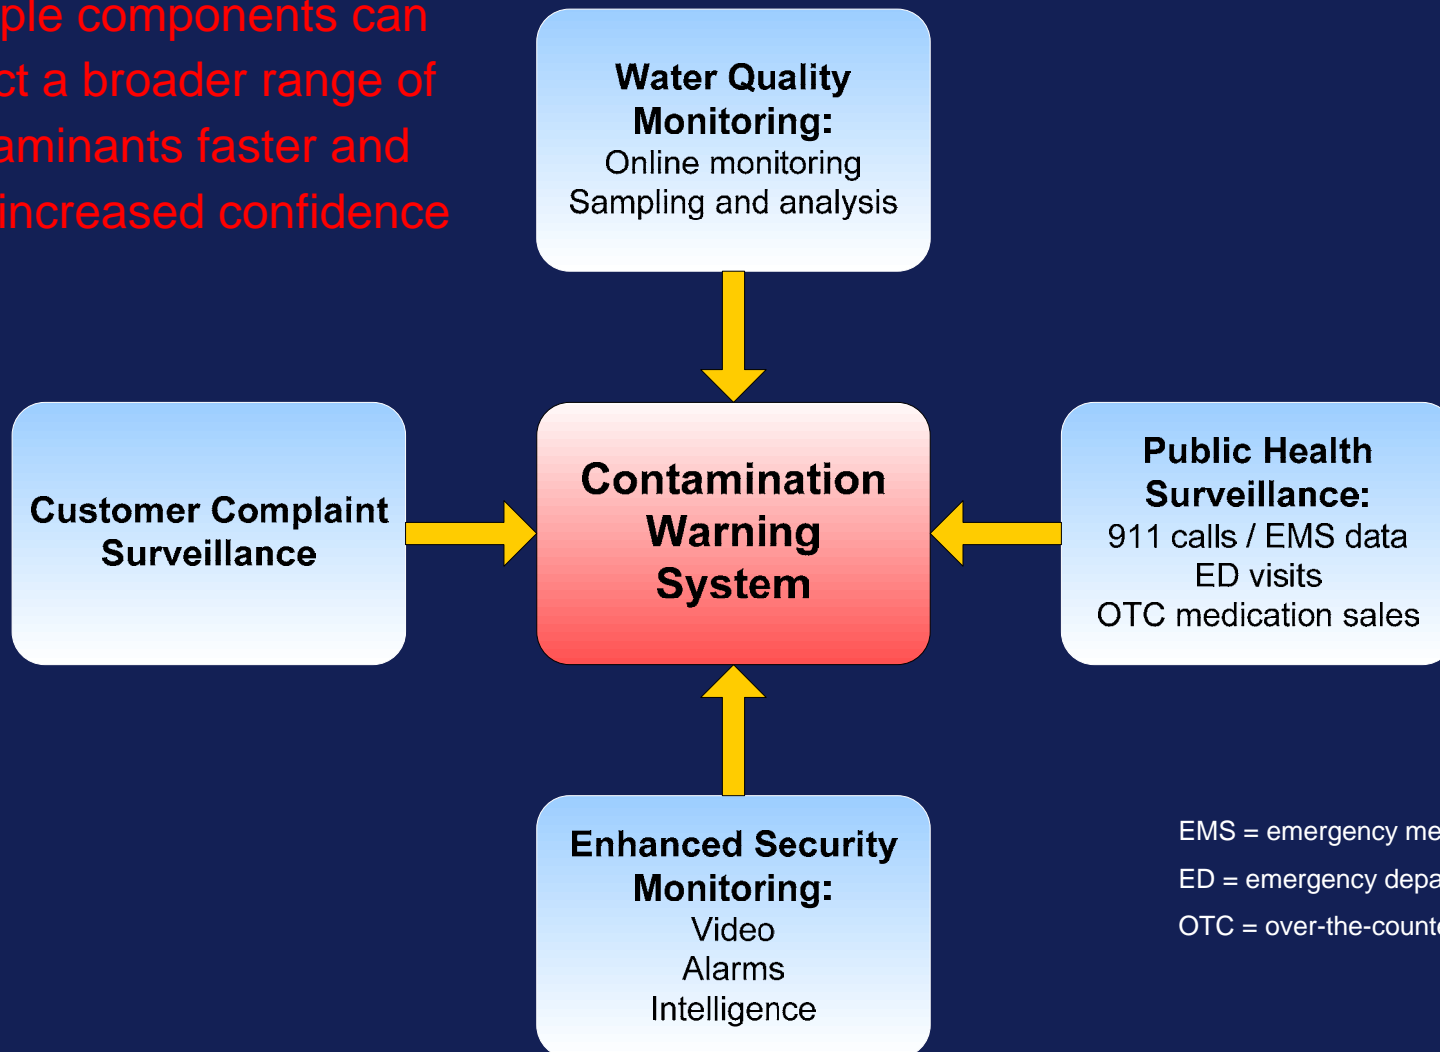 ple components can
ct a broader range of
aminants faster and
increased confidence
Water Quality
Monitoring:
Online monitoring
Sampling and analysis
Customer Complaint
Surveillance
Contamination
Warning
System
Public Health
Surveillance:
911 calls / EMS data
ED visits
OTC medication sales
Enhanced Security
Monitoring:
Video
Alarms
Intelligence
EMS = emergency me
ED = emergency depa
OTC = over-the-counte